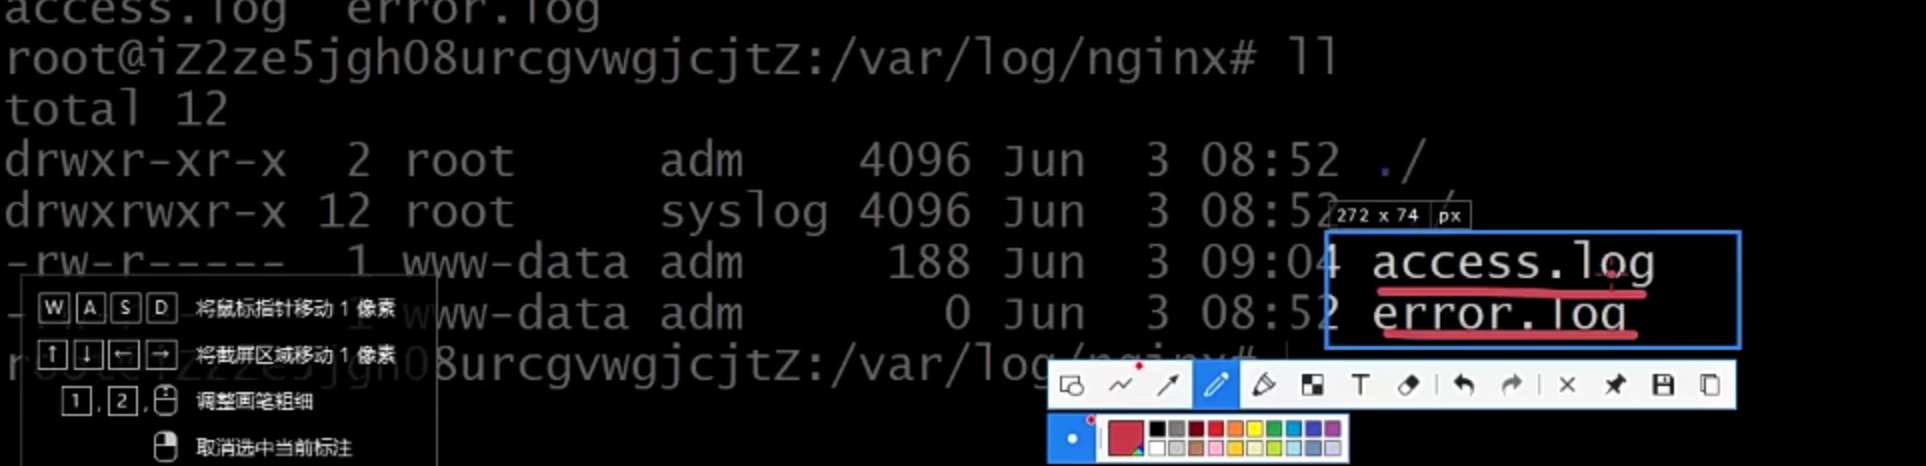 access.log error.log
root@iZ2ze5jgh08urcgvwgjcjtZ:/var/log/nginx# ll
total 12
drwxr-xr-x 2 root adm 4096 Jun 3 08:52 ./
drwxrwxr-x 12 root syslog 4096 Jun 3 08:52 /
272 x 74 px
-rw-r----- 1 www-data adm 188 Jun 3 09:04 access.log
W A S D 将鼠标指针移动 1 像素
- 1 www-data adm 0 Jun 3 08:52 error.log
↑ ↓ ← → 将截屏区域移动 1 像素
08urcgvwgjcjtZ:/var/log/nginx#
1 , 2 , 调整画笔粗细
取消选中当前标注
T